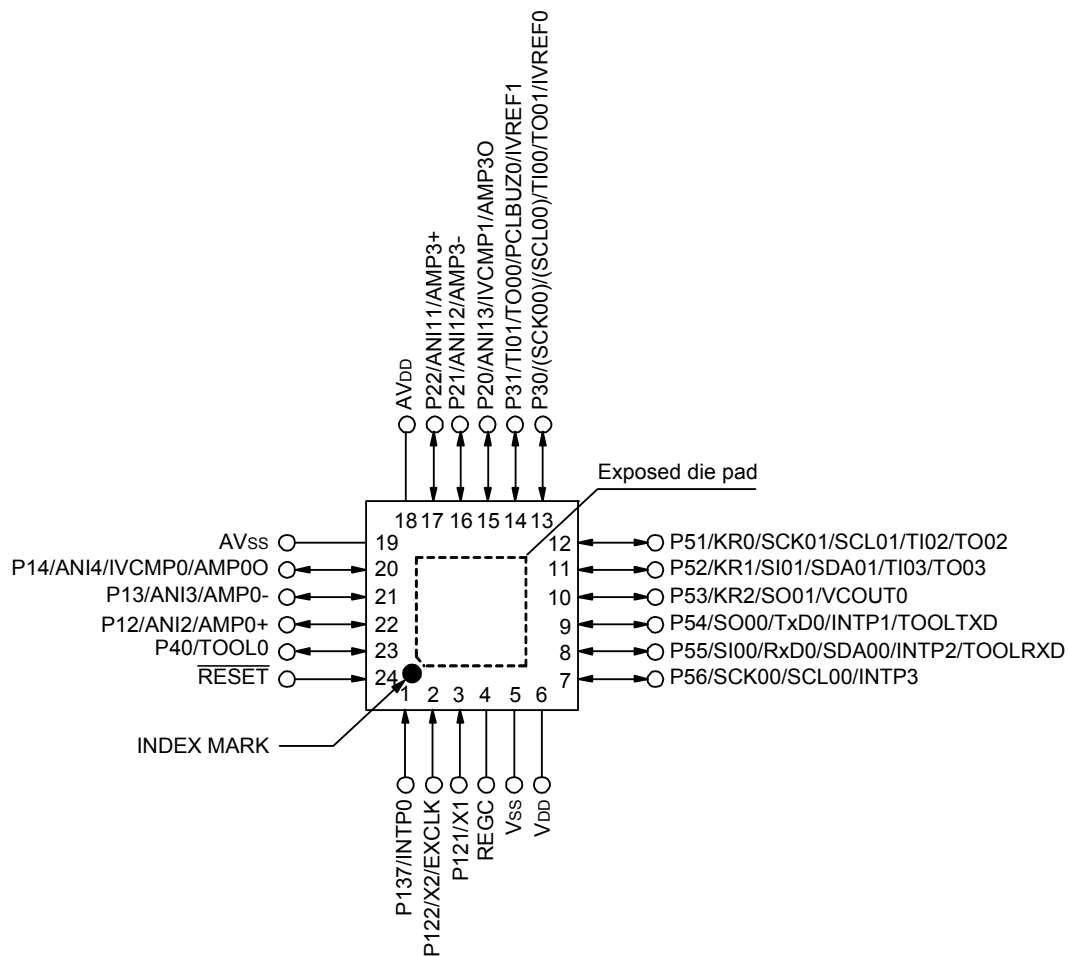 AVDD
P22/ANI11/AMP3+
P21/ANI12/AMP3-
P20/ANI13/IVCMP1/AMP3O
P31/TI01/TO00/PCLBUZ0/IVREF1
P30/(SCK00)/(SCL00)/TI00/TO01/IVREF0
Exposed die pad
18 17 16 15 14 13
AVSS 19
P14/ANI4/IVCMP0/AMP0O 20
P13/ANI3/AMP0- 21
P12/ANI2/AMP0+ 22
P40/TOOL0 23
RESET 24
12 P51/KR0/SCK01/SCL01/TI02/TO02
11 P52/KR1/SI01/SDA01/TI03/TO03
10 P53/KR2/SO01/VCOUT0
9 P54/SO00/TxD0/INTP1/TOOLTXD
8 P55/SI00/RxD0/SDA00/INTP2/TOOLRXD
7 P56/SCK00/SCL00/INTP3
1 2 3 4 5 6
INDEX MARK
P137/INTP0
P122/X2/EXCLK
P121/X1
REGC
VSS
VDD